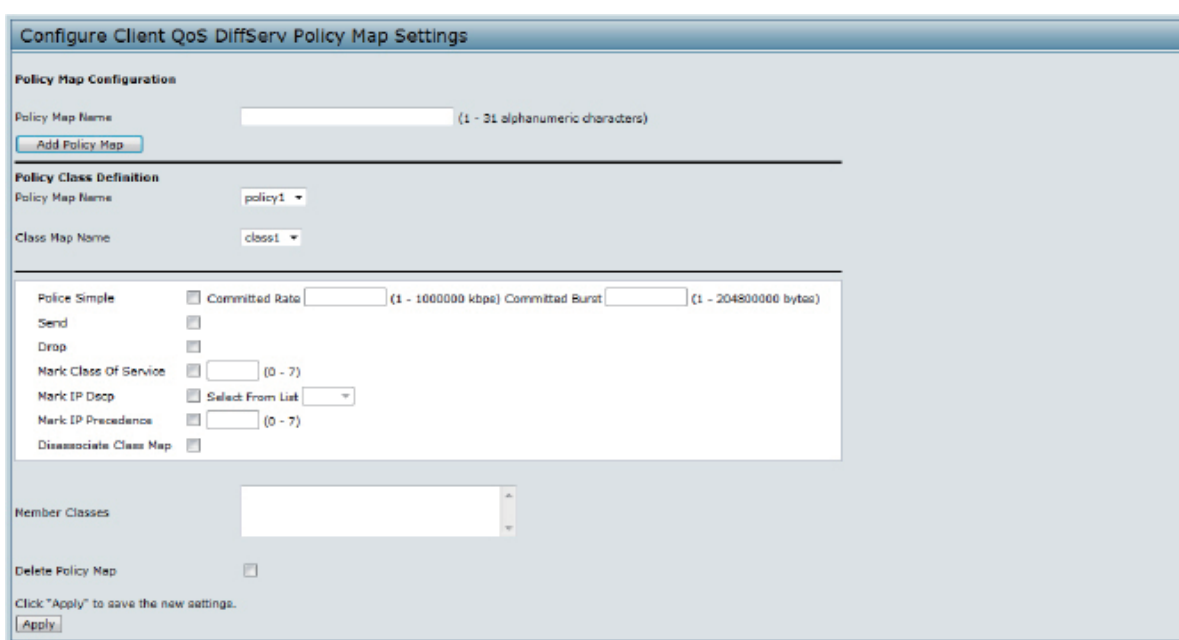 Configure Client QoS DiffServ Policy Map Settings
Policy Map Configuration
Policy Map Name (1 - 31 alphanumeric characters)
Add Policy Map
Policy Class Definition
Policy Map Name policy1
Class Map Name class1
Police Simple Committed Rate (1 - 1000000 kbps) Committed Burst (1 - 204800000 bytes)
Send
Drop
Mark Class Of Service (0 - 7)
Mark IP Dscp Select From List
Mark IP Precedence (0 - 7)
Disassociate Class Map
Member Classes
Delete Policy Map
Click "Apply" to save the new settings.
Apply